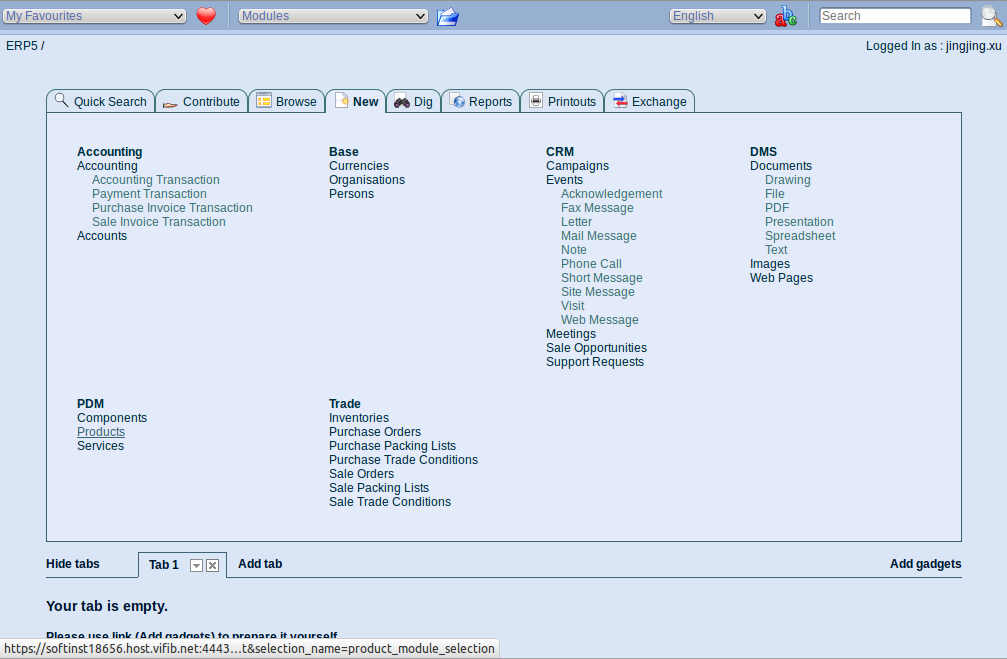 My Favourites Modules English Search
ERP5 / Logged In as : jingjing.xu
Quick Search Contribute Browse New Dig Reports Printouts Exchange
Accounting
Accounting
Accounting Transaction
Payment Transaction
Purchase Invoice Transaction
Sale Invoice Transaction
Accounts
Base
Currencies
Organisations
Persons
CRM
Campaigns
Events
Acknowledgement
Fax Message
Letter
Mail Message
Note
Phone Call
Short Message
Site Message
Visit
Web Message
Meetings
Sale Opportunities
Support Requests
DMS
Documents
Drawing
File
PDF
Presentation
Spreadsheet
Text
Images
Web Pages
PDM
Components
Products
Services
Trade
Inventories
Purchase Orders
Purchase Packing Lists
Purchase Trade Conditions
Sale Orders
Sale Packing Lists
Sale Trade Conditions
Hide tabs Tab 1 Add tab Add gadgets
Your tab is empty.
Please use link (Add gadgets) to prepare it yourself
https://softinst18656.host.vifib.net:4443...t&selection_name=product_module_selection